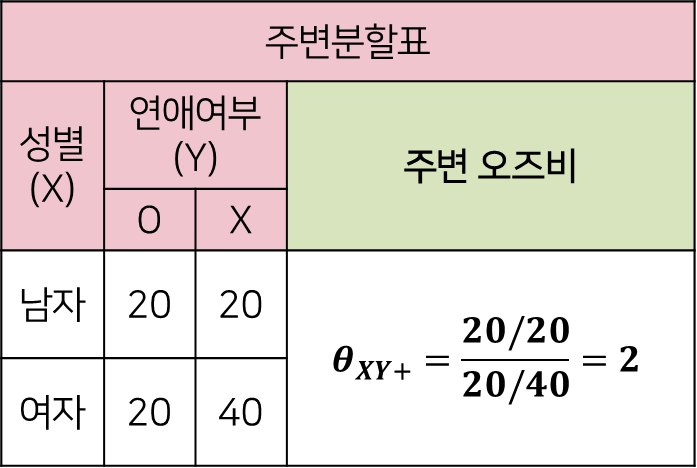 주변분할표
성별
(X)
연애여부
(Y)
주변 오즈비
O X
남자 20 20
여자 20 40
θ_XY+ = (20/20)/(20/40) = 2